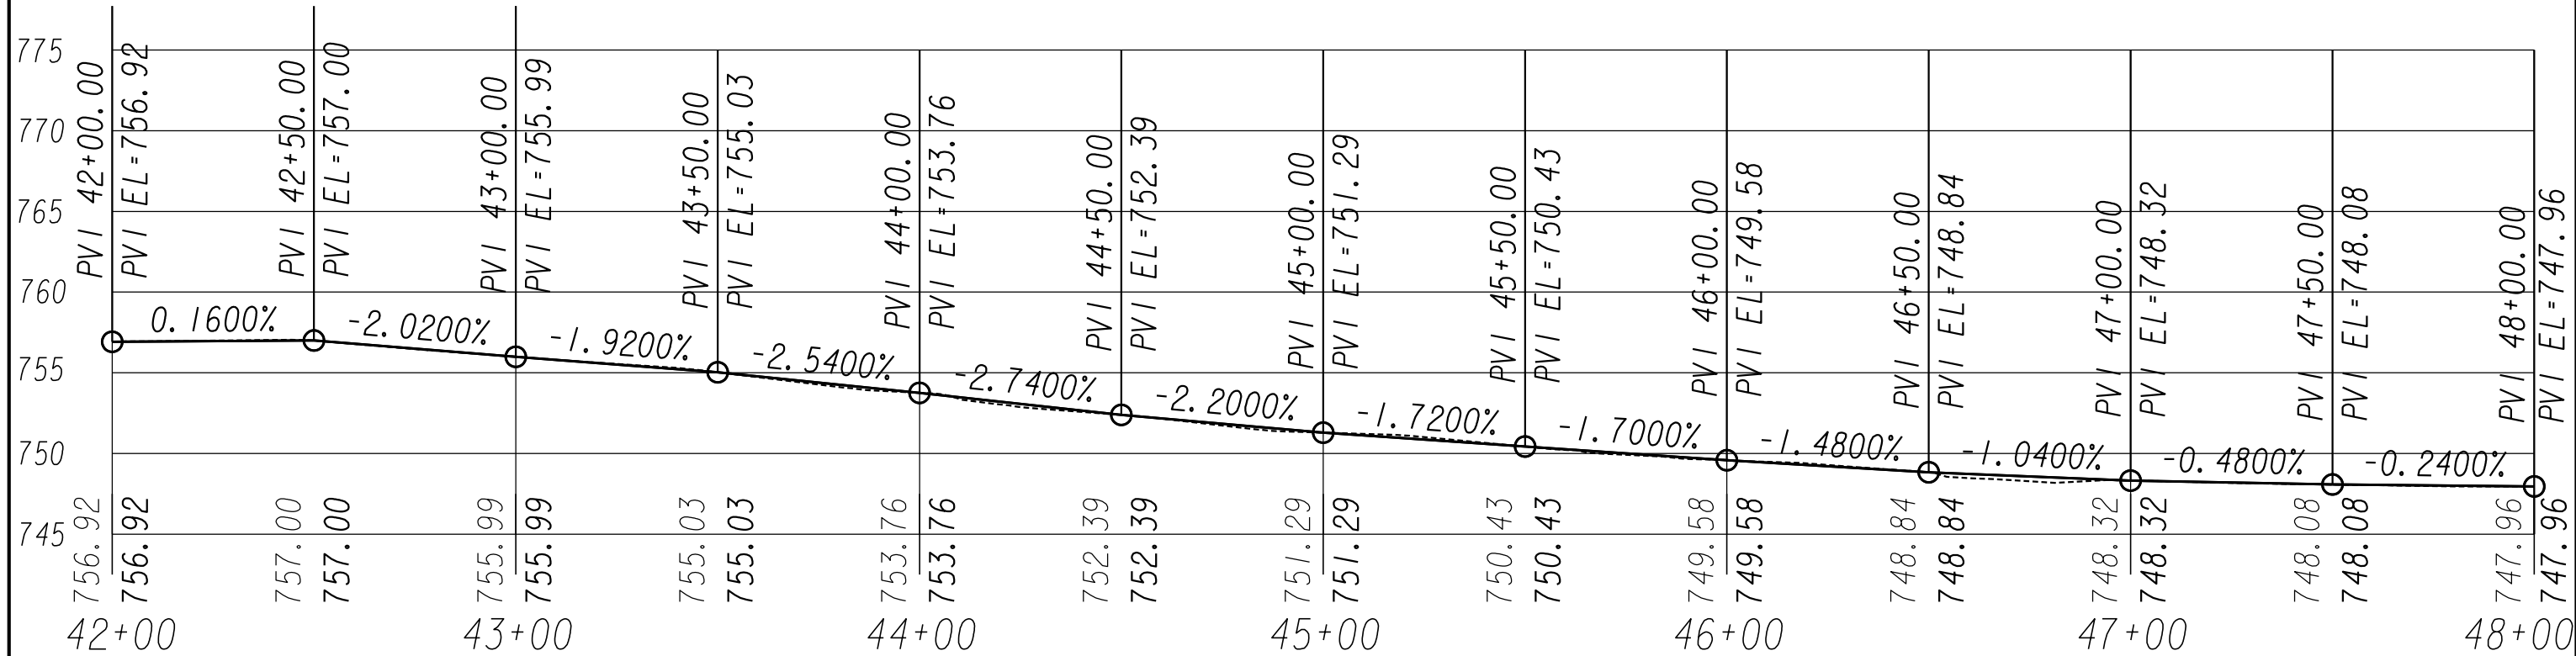 775
770
765
760
755
750
745
PVI 42+00.00
PVI EL=756.92
PVI 42+50.00
PVI EL=757.00
PVI 43+00.00
PVI EL=755.99
PVI 43+50.00
PVI EL=755.03
PVI 44+00.00
PVI EL=753.76
PVI 44+50.00
PVI EL=752.39
PVI 45+00.00
PVI EL=751.29
PVI 45+50.00
PVI EL=750.43
PVI 46+00.00
PVI EL=749.58
PVI 46+50.00
PVI EL=748.84
PVI 47+00.00
PVI EL=748.32
PVI 47+50.00
PVI EL=748.08
PVI 48+00.00
PVI EL=747.96
0.1600%
-2.0200%
-1.9200%
-2.5400%
-2.7400%
-2.2000%
-1.7200%
-1.7000%
-1.4800%
-1.0400%
-0.4800%
-0.2400%
756.92
756.92
757.00
757.00
755.99
755.99
755.03
755.03
753.76
753.76
752.39
752.39
751.29
751.29
750.43
750.43
749.58
749.58
748.84
748.84
748.32
748.32
748.08
748.08
747.96
747.96
42+00
43+00
44+00
45+00
46+00
47+00
48+00